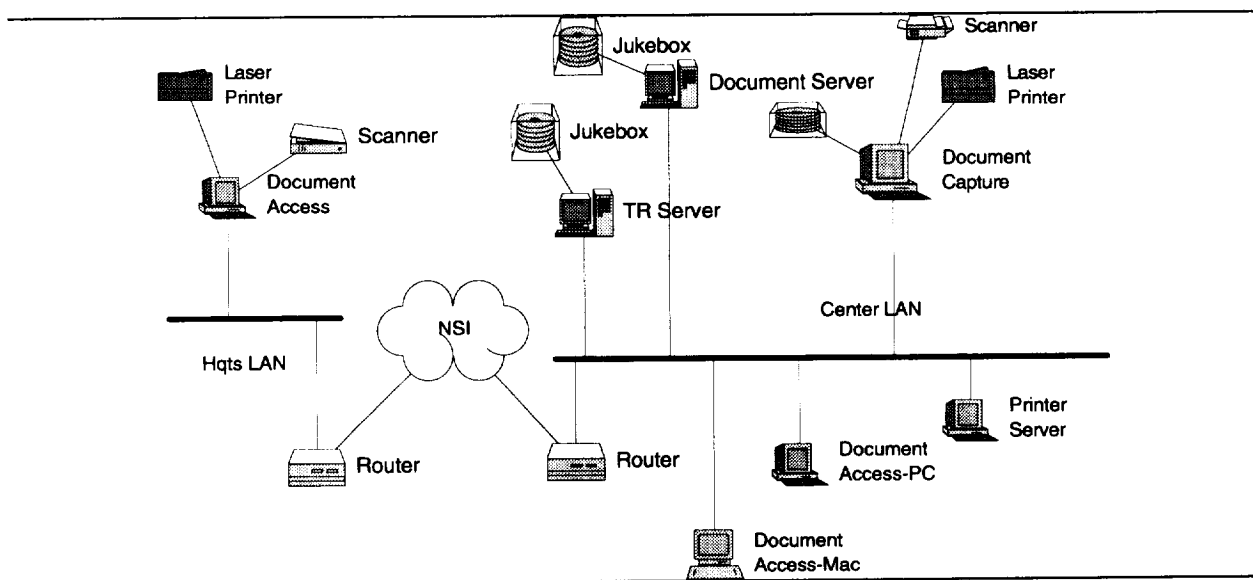 Scanner
Jukebox
Laser
Printer
Document Server
Laser
Printer
Jukebox
Scanner
Document
Access
Document
Capture
TR Server
Center LAN
NSI
Hqts LAN
Printer
Server
Router
Router
Document
Access-PC
Document
Access-Mac